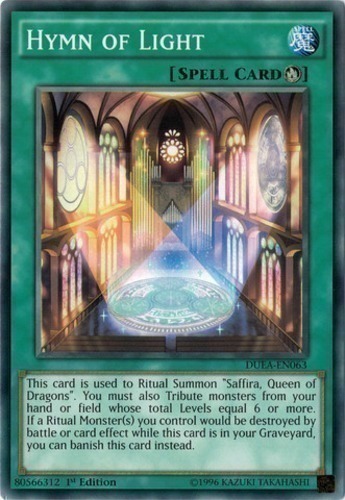 Hymn of Light
[Spell Card]
DUEA-EN063
This card is used to Ritual Summon "Saffira, Queen of
Dragons". You must also Tribute monsters from your
hand or field whose total Levels equal 6 or more.
If a Ritual Monster(s) you control would be destroyed by
battle or card effect while this card is in your Graveyard,
you can banish this card instead.
80566312 1st Edition ©1996 KAZUKI TAKAHASHI